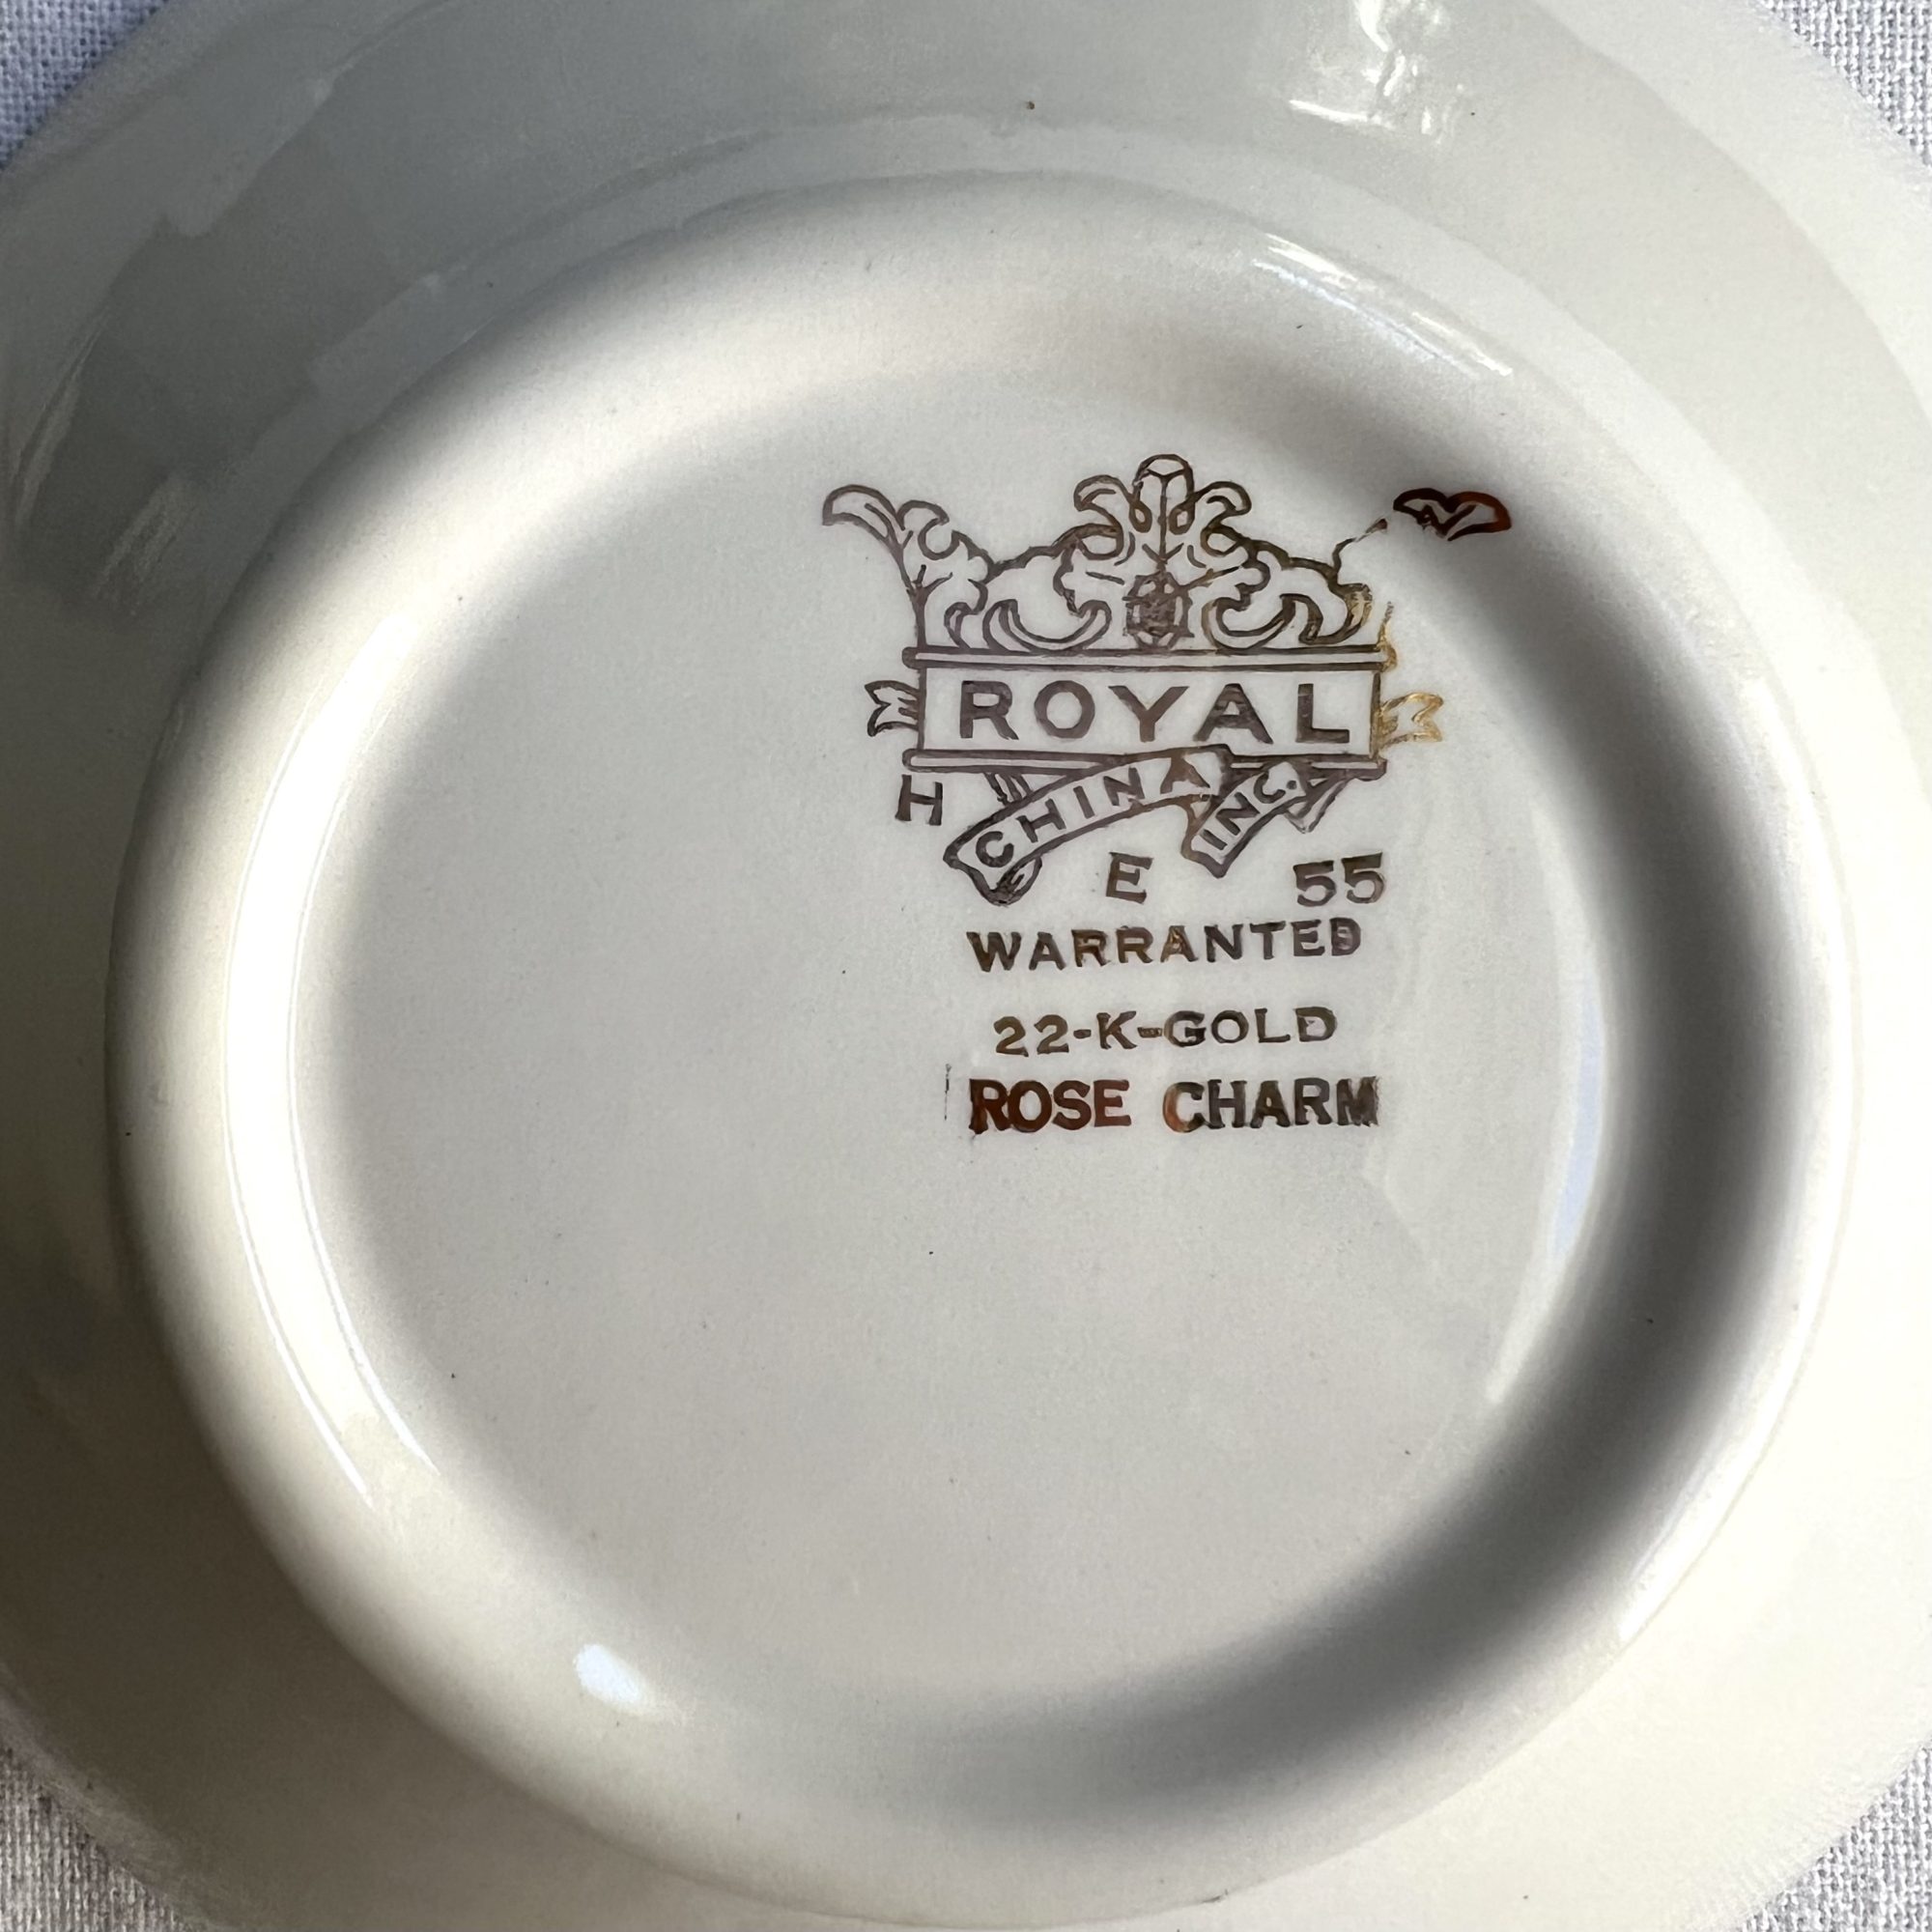 ROYAL
H CHINA INC.
E 55
WARRANTED
22-K-GOLD
ROSE CHARM